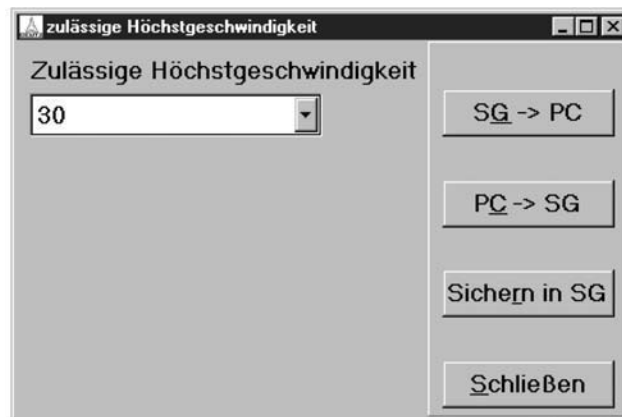 zulässige Höchstgeschwindigkeit
Zulässige Höchstgeschwindigkeit
30
SG -> PC
PC -> SG
Sichern in SG
Schließen